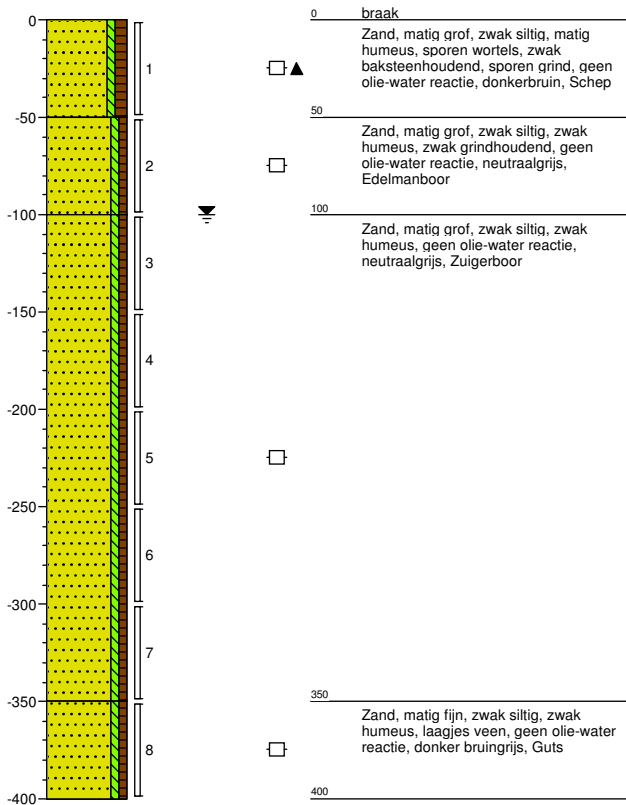 0
-50
-100
-150
-200
-250
-300
-350
-400
1
2
3
4
5
6
7
8
0 braak
Zand, matig grof, zwak siltig, matig
humeus, sporen wortels, zwak
baksteenhoudend, sporen grind, geen
olie-water reactie, donkerbruin, Schep
50
Zand, matig grof, zwak siltig, zwak
humeus, zwak grindhoudend, geen
olie-water reactie, neutraalgrijs,
Edelmanboor
100
Zand, matig grof, zwak siltig, zwak
humeus, geen olie-water reactie,
neutraalgrijs, Zuigerboor
350
Zand, matig fijn, zwak siltig, zwak
humeus, laagjes veen, geen olie-water
reactie, donker bruingrijs, Guts
400